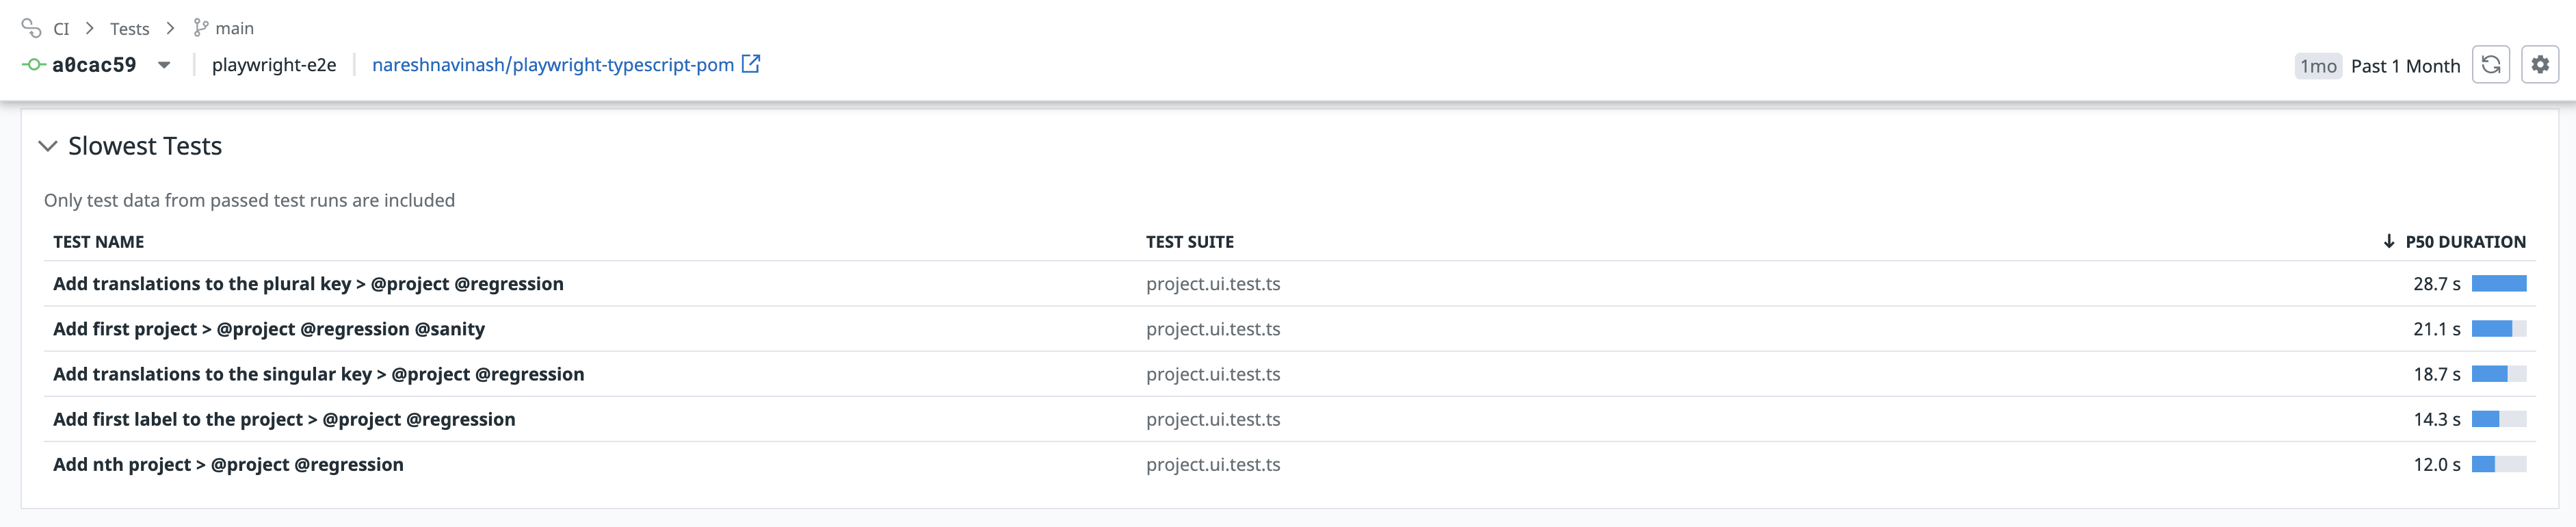 CI > Tests > main
a0cac59 playwright-e2e nareshnavinash/playwright-typescript-pom 1mo Past 1 Month
Slowest Tests
Only test data from passed test runs are included
TEST NAME TEST SUITE ↓ P50 DURATION
Add translations to the plural key > @project @regression project.ui.test.ts 28.7 s
Add first project > @project @regression @sanity project.ui.test.ts 21.1 s
Add translations to the singular key > @project @regression project.ui.test.ts 18.7 s
Add first label to the project > @project @regression project.ui.test.ts 14.3 s
Add nth project > @project @regression project.ui.test.ts 12.0 s